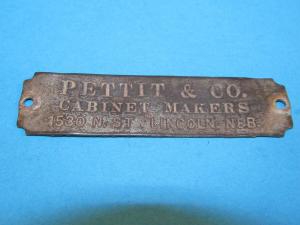 PETTIT & CO.
CABINET MAKERS
1530 N. ST. LINCOLN. NEB.